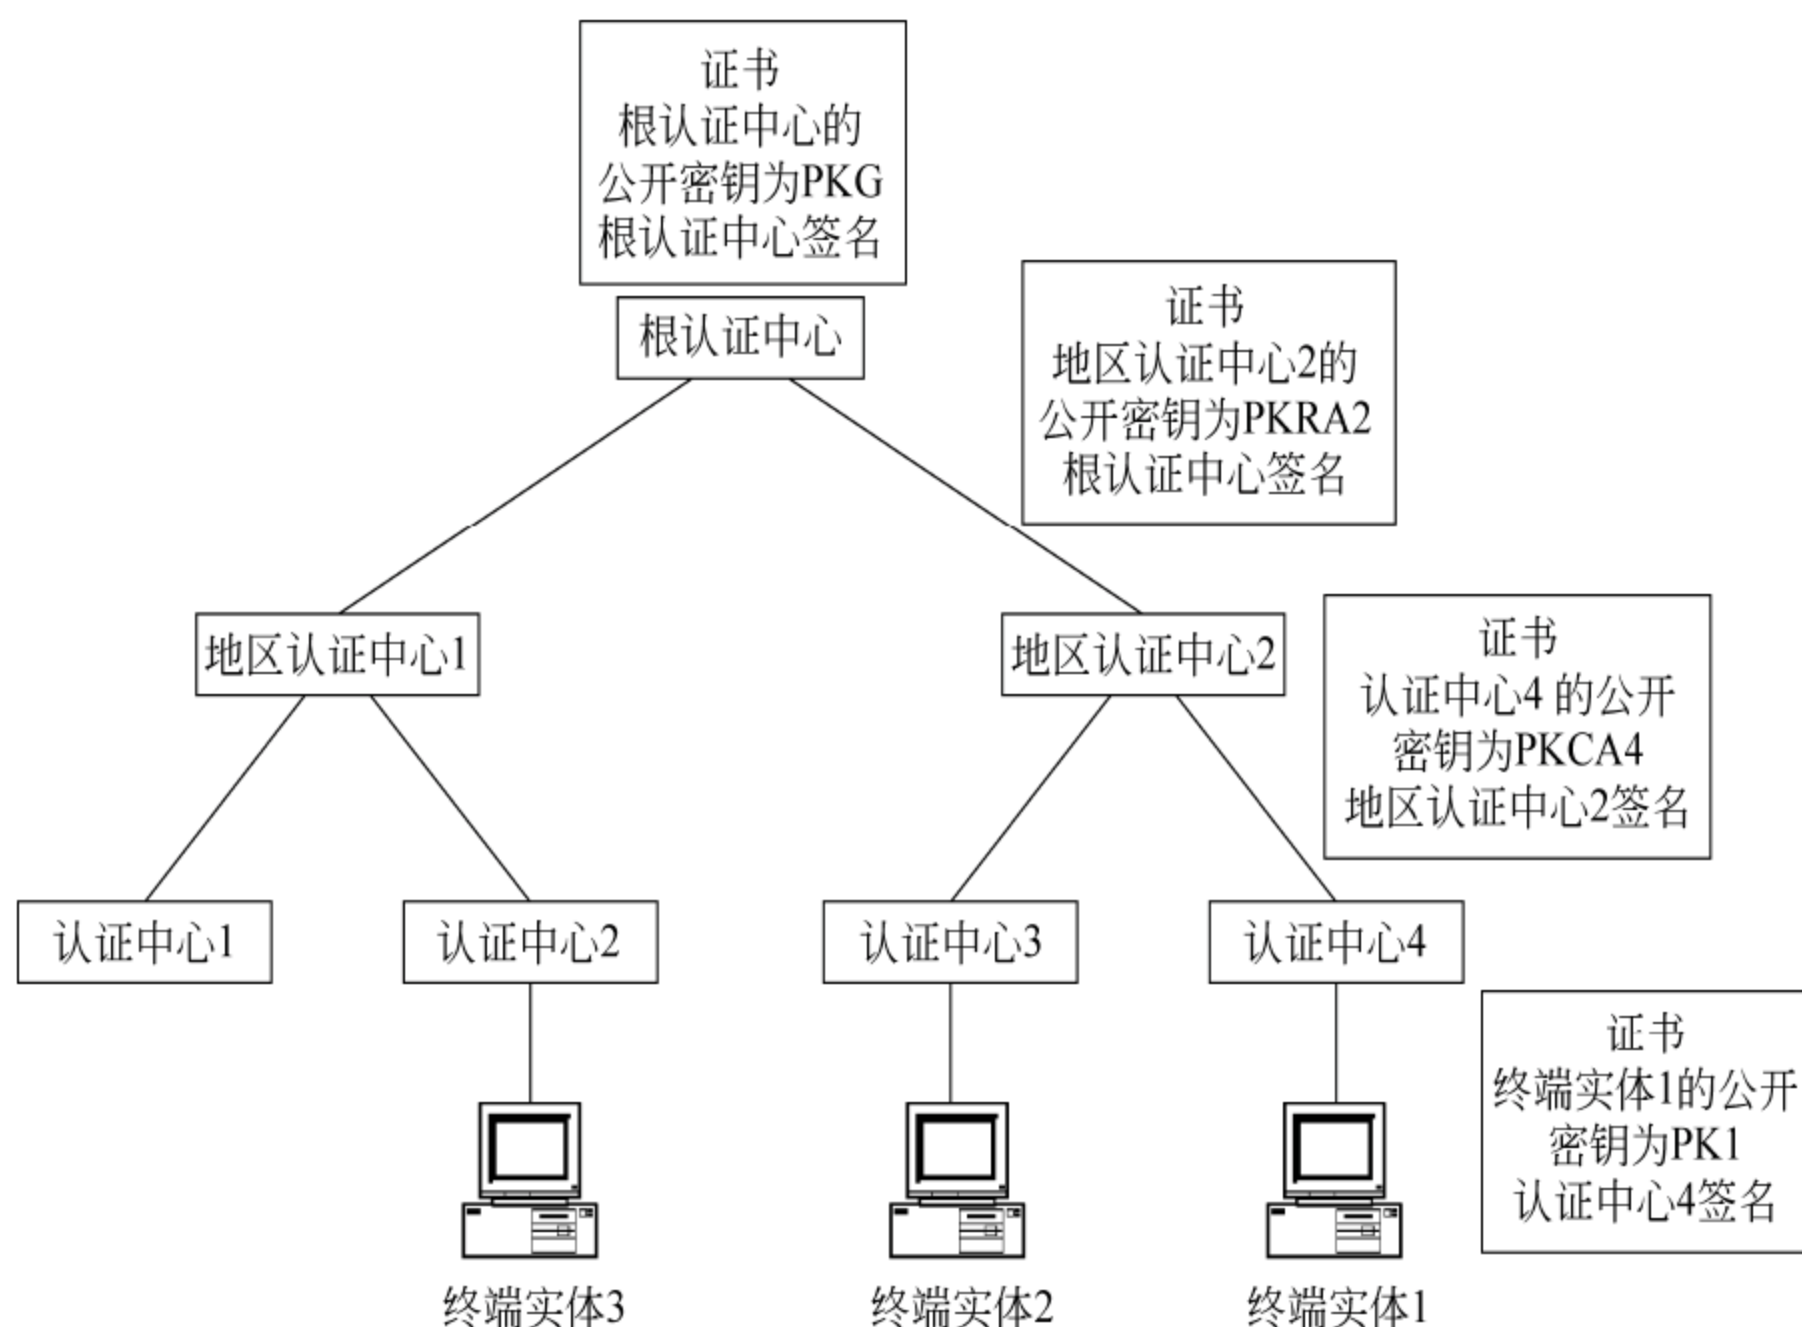 证书
根认证中心的
公开密钥为PKG
根认证中心签名
根认证中心
证书
地区认证中心2的
公开密钥为PKRA2
根认证中心签名
地区认证中心1
地区认证中心2
证书
认证中心4 的公开
密钥为PKCA4
地区认证中心2签名
认证中心1
认证中心2
认证中心3
认证中心4
证书
终端实体1的公开
密钥为PK1
认证中心4签名
终端实体3
终端实体2
终端实体1